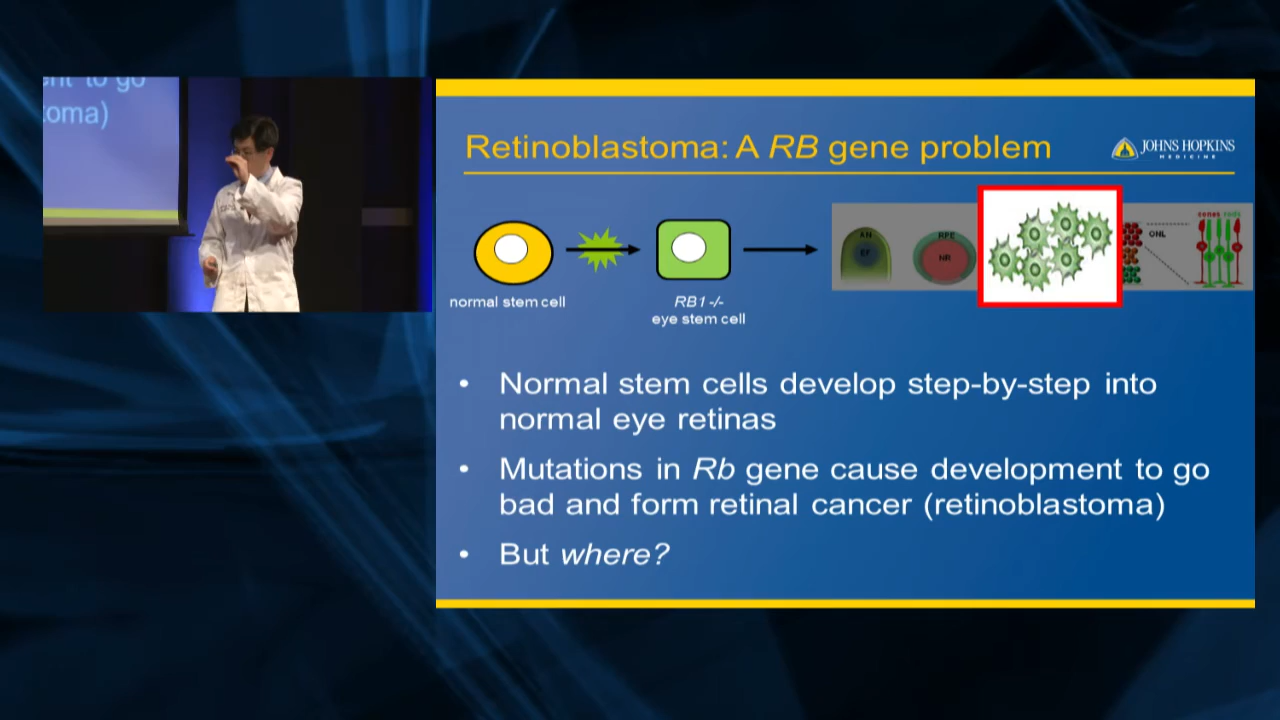 ent to go
toma)
Retinoblastoma: A RB gene problem
JOHNS HOPKINS
MEDICINE
AN
EF
RPE
NR
ONL
cones rods
normal stem cell
RB1 -/-
eye stem cell
• Normal stem cells develop step-by-step into
normal eye retinas
• Mutations in Rb gene cause development to go
bad and form retinal cancer (retinoblastoma)
• But where?